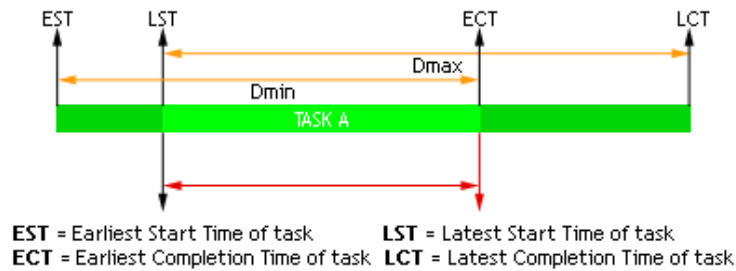 EST LST ECT LCT
Dmax
Dmin
TASK A
EST = Earliest Start Time of task LST = Latest Start Time of task
ECT = Earliest Completion Time of task LCT = Latest Completion Time of task